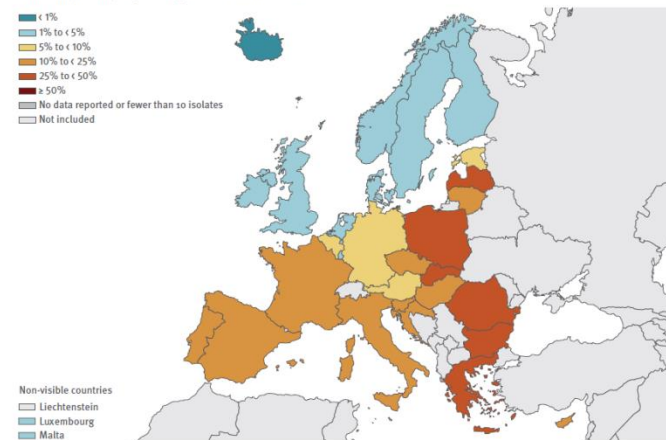 < 1%
1% to < 5%
5% to < 10%
10% to < 25%
25% to < 50%
≥ 50%
No data reported or fewer than 10 isolates
Not included
Non-visible countries
Liechtenstein
Luxembourg
Malta